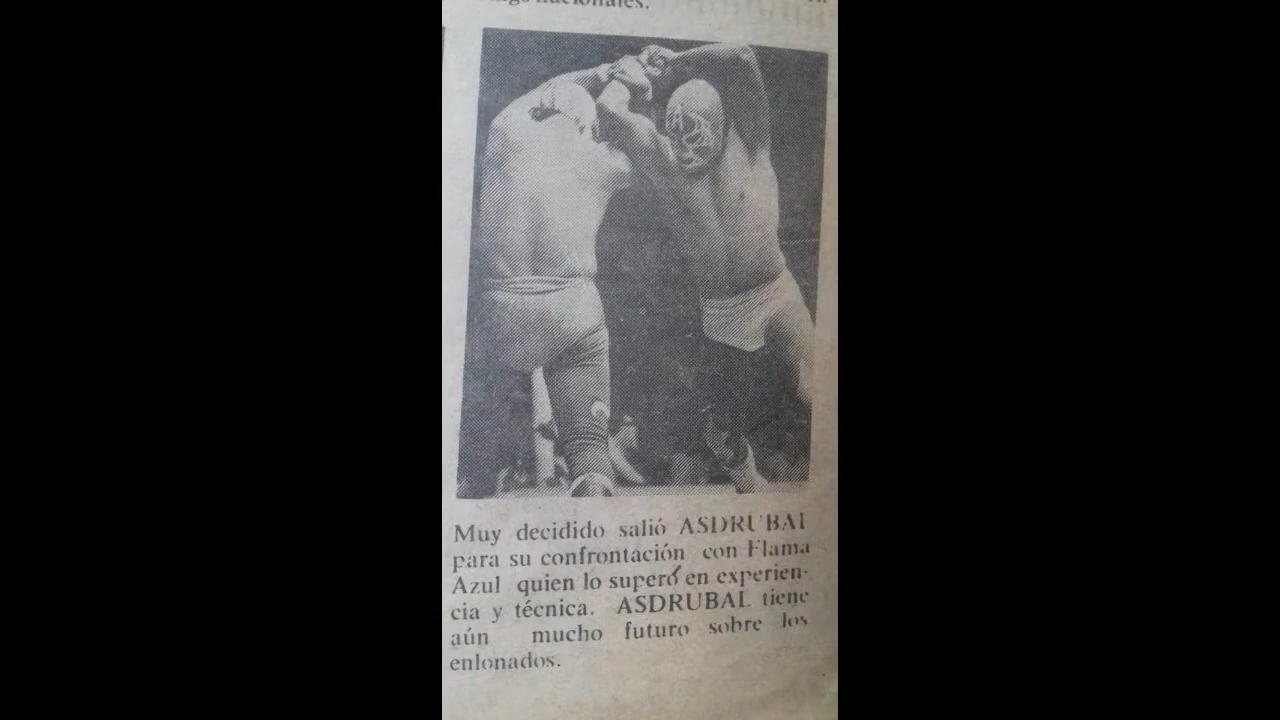 nacionales.
Muy decidido salió ASDRUBAL
para su confrontación con Flama
Azul quien lo superó en experien-
cia y técnica. ASDRUBAL tiene
aún mucho futuro sobre los
enlonados.